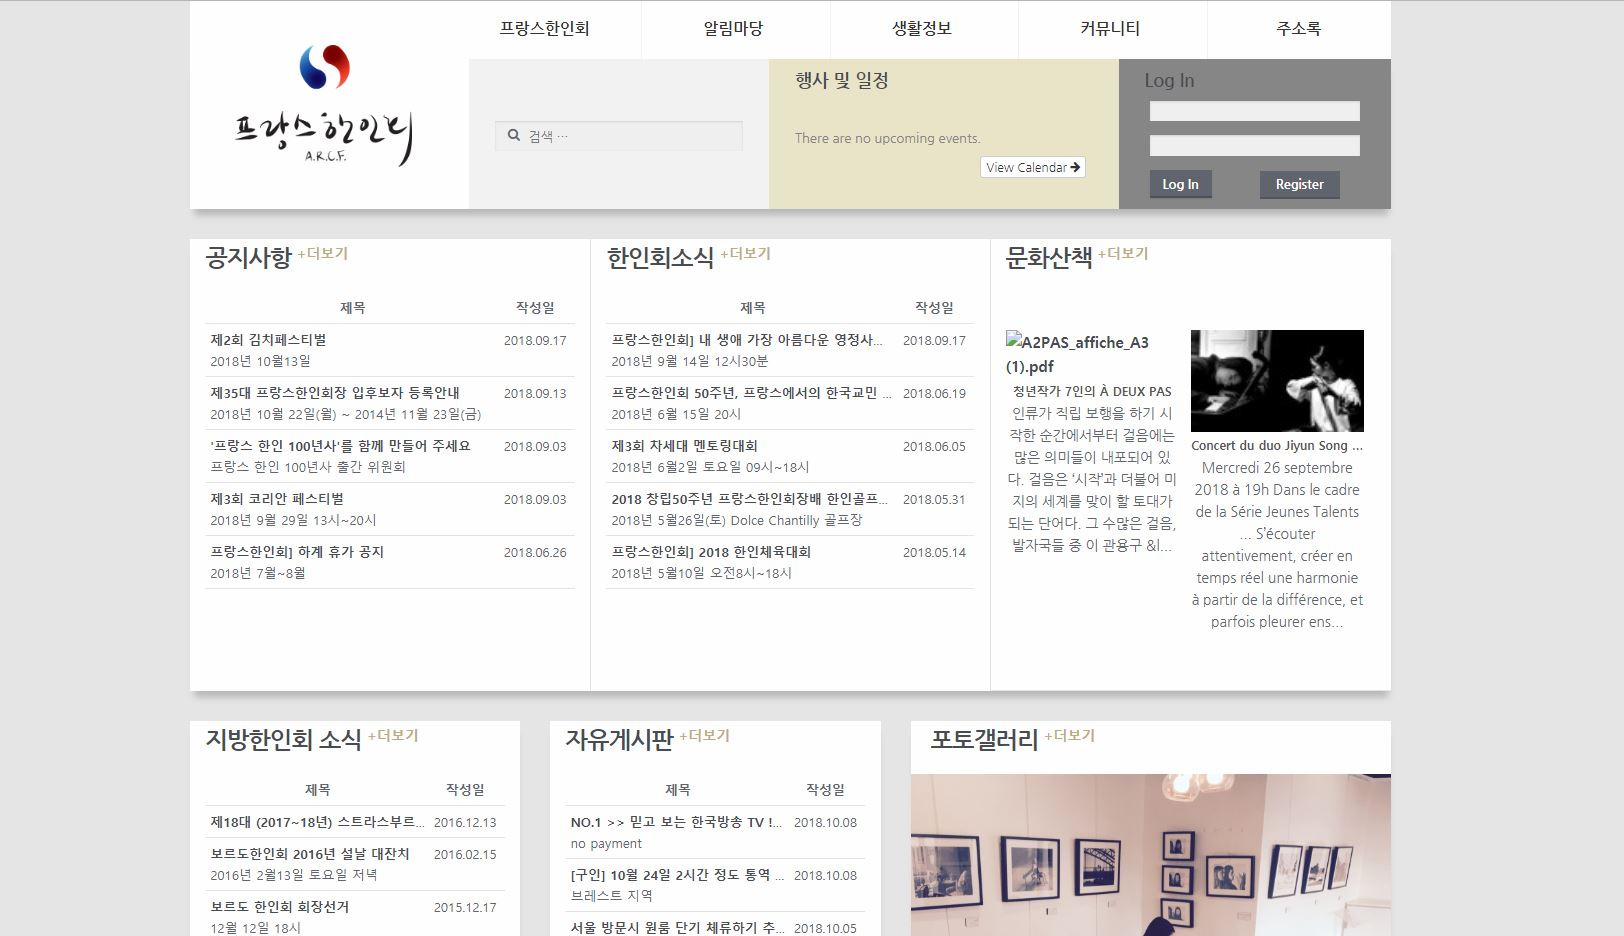 프랑스한인회 알림마당 생활정보 커뮤니티 주소록
프랑스한인회
A.R.C.F.
검색 …
행사 및 일정
There are no upcoming events.
View Calendar
Log In
Log In Register
공지사항 +더보기
제목 작성일
제2회 김치페스티벌 2018.09.17
2018년 10월13일
제35대 프랑스한인회장 입후보자 등록안내 2018.09.13
2018년 10월 22일(월) ~ 2014년 11월 23일(금)
'프랑스 한인 100년사'를 함께 만들어 주세요 2018.09.03
프랑스 한인 100년사 출간 위원회
제3회 코리안 페스티벌 2018.09.03
2018년 9월 29일 13시~20시
프랑스한인회] 하계 휴가 공지 2018.06.26
2018년 7월~8월
한인회소식 +더보기
제목 작성일
프랑스한인회] 내 생애 가장 아름다운 영정사... 2018.09.17
2018년 9월 14일 12시30분
프랑스한인회 50주년, 프랑스에서의 한국교민 ... 2018.06.19
2018년 6월 15일 20시
제3회 차세대 멘토링대회 2018.06.05
2018년 6월2일 토요일 09시~18시
2018 창립50주년 프랑스한인회장배 한인골프... 2018.05.31
2018년 5월26일(토) Dolce Chantilly 골프장
프랑스한인회] 2018 한인체육대회 2018.05.14
2018년 5월10일 오전8시~18시
문화산책 +더보기
A2PAS_affiche_A3
(1).pdf
청년작가 7인의 À DEUX PAS
인류가 직립 보행을 하기 시
작한 순간에서부터 걸음에는
많은 의미들이 내포되어 있
다. 걸음은 '시작'과 더불어 미
지의 세계를 맞이 할 토대가
되는 단어다. 그 수많은 걸음,
발자국들 중 이 관용구 &l...
Concert du duo Jiyun Song ...
Mercredi 26 septembre
2018 à 19h Dans le cadre
de la Série Jeunes Talents
... S'écouter
attentivement, créer en
temps réel une harmonie
à partir de la différence, et
parfois pleurer ens...
지방한인회 소식 +더보기
제목 작성일
제18대 (2017~18년) 스트라스부르... 2016.12.13
보르도한인회 2016년 설날 대잔치 2016.02.15
2016년 2월13일 토요일 저녁
보르도 한인회 회장선거 2015.12.17
12월 12일 18시
자유게시판 +더보기
제목 작성일
NO.1 >> 믿고 보는 한국방송 TV !... 2018.10.08
no payment
[구인] 10월 24일 2시간 정도 통역 ... 2018.10.08
브레스트 지역
서울 방문시 원룸 단기 체류하기 추... 2018.10.05
포토갤러리 +더보기